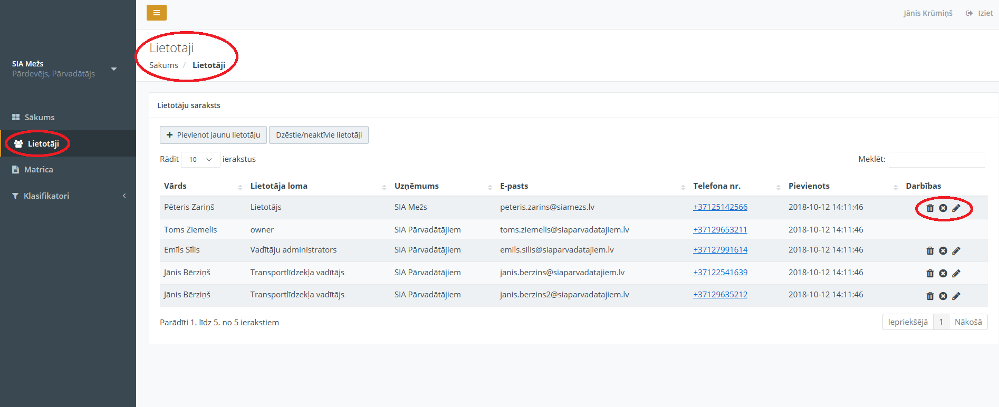 Jānis Krūmiņš Iziet
Lietotāji
Sākums / Lietotāji
SIA Mežs
Pārdevējs, Pārvadātājs
Sākums
Lietotāji
Matrica
Klasifikatori
Lietotāju saraksts
Pievienot jaunu lietotāju Dzēstie/neaktīvie lietotāji
Rādīt 10 ierakstus Meklēt:
Vārds Lietotāja loma Uzņēmums E-pasts Telefona nr. Pievienots Darbības
Pēteris Zariņš Lietotājs SIA Mežs peteris.zarins@siamezs.lv +37125142566 2018-10-12 14:11:46
Toms Ziemelis owner SIA Pārvadātājiem toms.ziemelis@siaparvadatajiem.lv +37129653211 2018-10-12 14:11:46
Emīls Sīlis Vadītāju administrators SIA Pārvadātājiem emils.silis@siaparvadatajiem.lv +37127991614 2018-10-12 14:11:46
Jānis Bērziņš Transportlīdzekļa vadītājs SIA Pārvadātājiem janis.berzins@siaparvadatajiem.lv +37122541639 2018-10-12 14:11:46
Jānis Bērziņš Transportlīdzekļa vadītājs SIA Pārvadātājiem janis.berzins2@siaparvadatajiem.lv +37129635212 2018-10-12 14:11:46
Parādīti 1. līdz 5. no 5 ierakstiem
Iepriekšējā 1 Nākošā